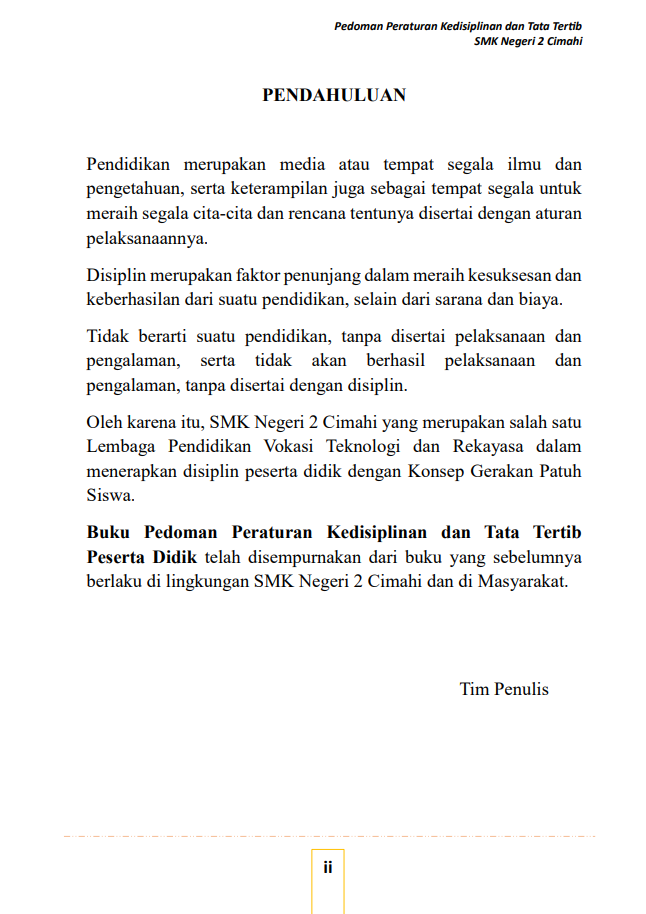 Pedoman Peraturan Kedisiplinan dan Tata Tertib
SMK Negeri 2 Cimahi
PENDAHULUAN
Pendidikan merupakan media atau tempat segala ilmu dan
pengetahuan, serta keterampilan juga sebagai tempat segala untuk
meraih segala cita-cita dan rencana tentunya disertai dengan aturan
pelaksanaannya.
Disiplin merupakan faktor penunjang dalam meraih kesuksesan dan
keberhasilan dari suatu pendidikan, selain dari sarana dan biaya.
Tidak berarti suatu pendidikan, tanpa disertai pelaksanaan dan
pengalaman, serta tidak akan berhasil pelaksanaan dan
pengalaman, tanpa disertai dengan disiplin.
Oleh karena itu, SMK Negeri 2 Cimahi yang merupakan salah satu
Lembaga Pendidikan Vokasi Teknologi dan Rekayasa dalam
menerapkan disiplin peserta didik dengan Konsep Gerakan Patuh
Siswa.
Buku Pedoman Peraturan Kedisiplinan dan Tata Tertib
Peserta Didik telah disempurnakan dari buku yang sebelumnya
berlaku di lingkungan SMK Negeri 2 Cimahi dan di Masyarakat.
Tim Penulis
ii